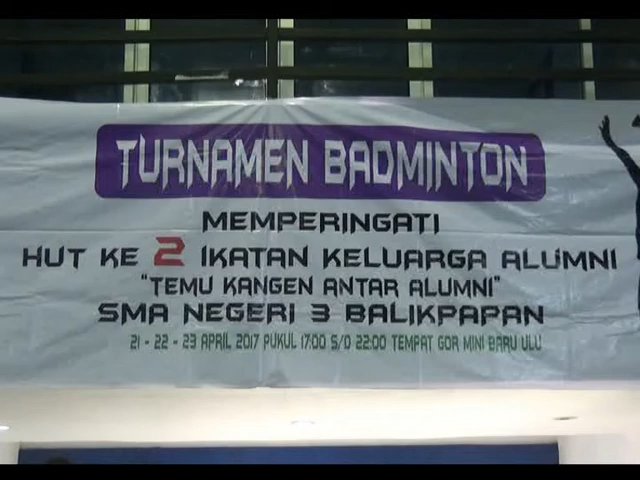 TURNAMEN BADMINTON
MEMPERINGATI
HUT KE 2 IKATAN KELUARGA ALUMNI
"TEMU KANGEN ANTAR ALUMNI"
SMA NEGERI 3 BALIKPAPAN
21 - 22 - 23 APRIL 2017 PUKUL 17:00 S/D 22:00 TEMPAT GOR MINI BARU ULU